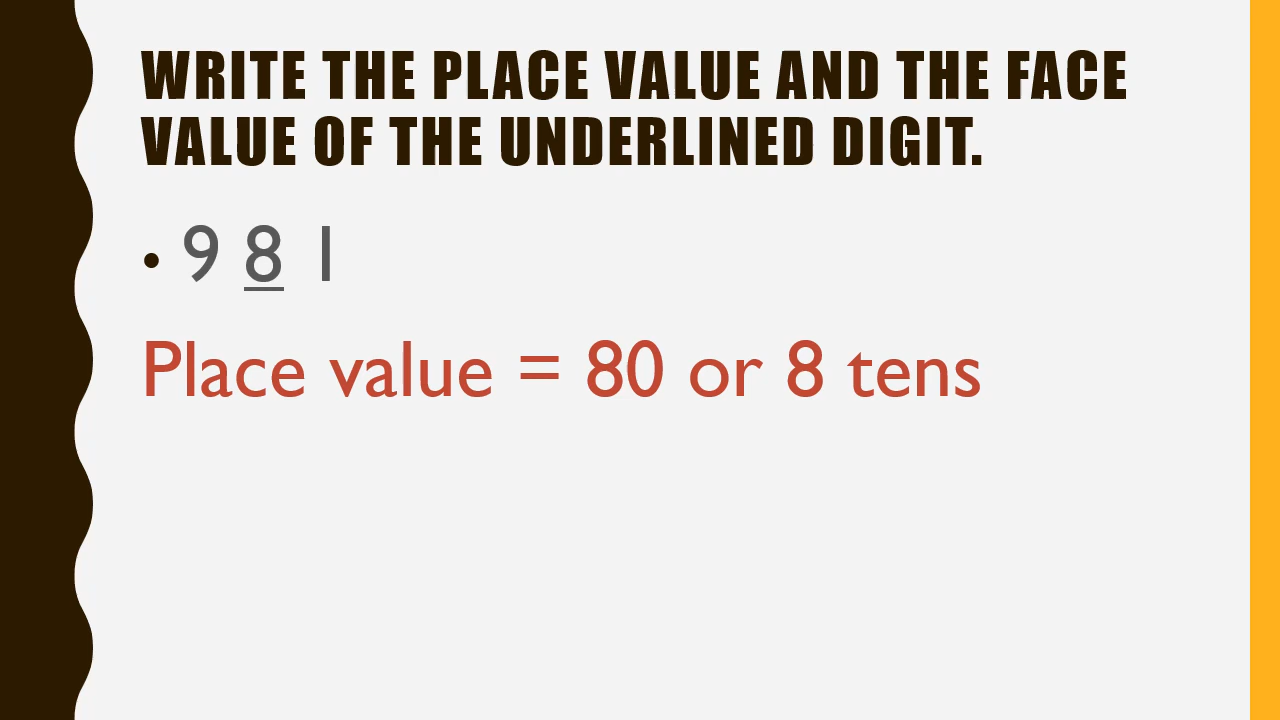 WRITE THE PLACE VALUE AND THE FACE
VALUE OF THE UNDERLINED DIGIT.
• 9 8 1
Place value = 80 or 8 tens